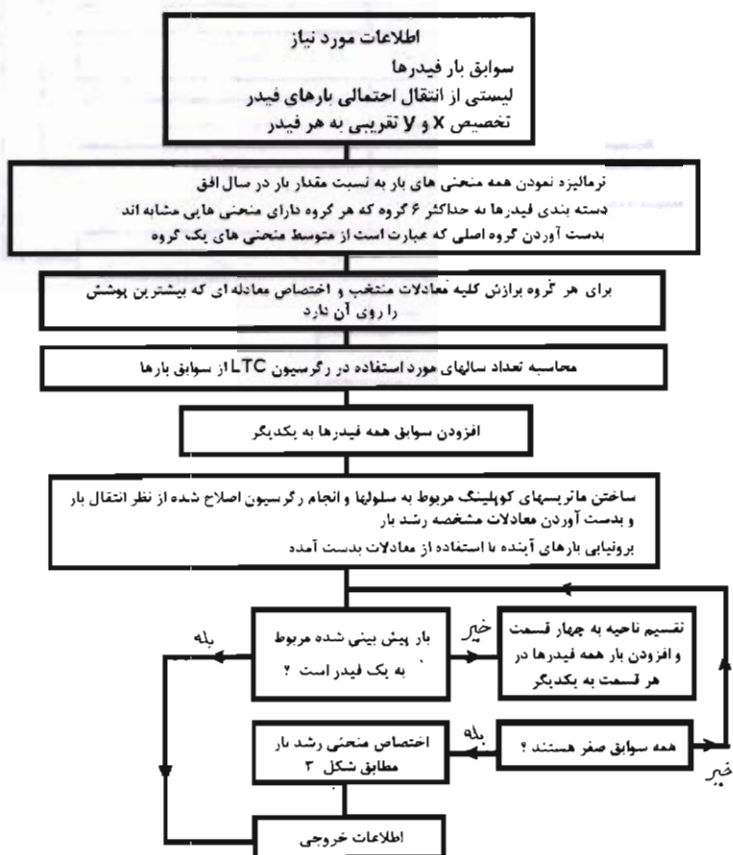 اطلاعات مورد نیاز
سوابق بار فیدرها
لیستی از انتقال احتمالی بارهای فیدر
تخصیص x و y تقریبی به هر فیدر
نرمالیزه نمودن همه منحنی های بار به نسبت مقدار بار در سال افق
دسته بندی فیدرها به حداکثر ۶ گروه که هر گروه دارای منحنی هایی مشابه اند
بدست آوردن گروه اصلی که عبارت است از متوسط منحنی های یک گروه
برای هر گروه برازش کلیه معادلات منتخب و اختصاص معادله ای که بیشترین پوشش
را روی آن دارد
محاسبه تعداد سالهای مورد استفاده در رگرسیون LTC از سوابق بارها
افزودن سوابق همه فیدرها به یکدیگر
ساختن ماتریسهای کوپلینگ مربوط به سلولها و انجام رگرسیون اصلاح شده از نظر انتقال بار
و بدست آوردن معادلات مشخصه رشد بار
برونیابی بارهای آینده با استفاده از معادلات بدست آمده
بار پیش بینی شده مربوط
به یک فیدر است ؟
بله
خیر
تقسیم ناحیه به چهار قسمت
و افزودن بار همه فیدرها در
هر قسمت به یکدیگر
همه سوابق صفر هستند ؟
خیر
بله
اختصاص منحنی رشد بار
مطابق شکل ۳
اطلاعات خروجی